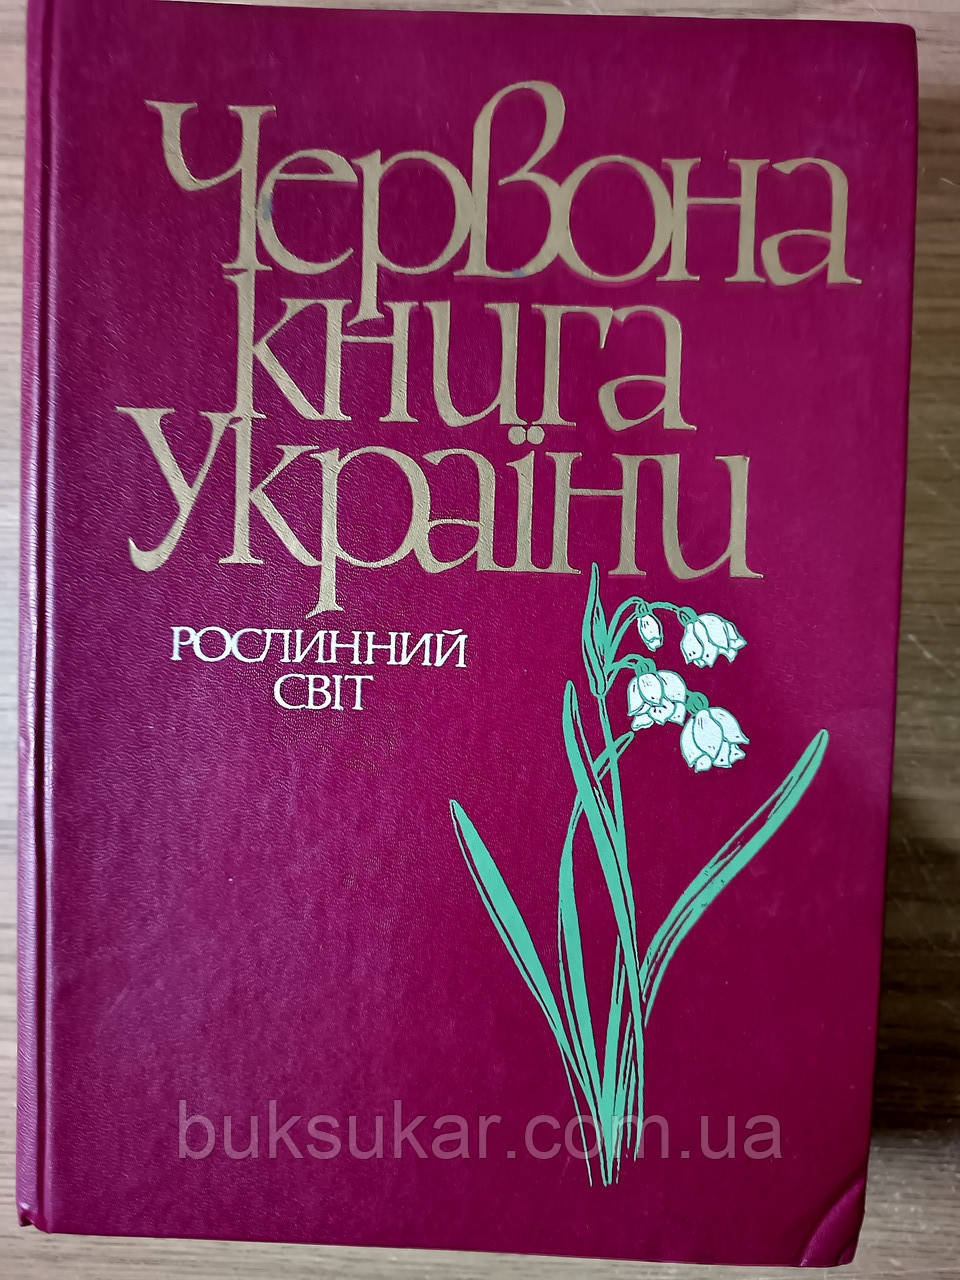 Червона
книга
України
РОСЛИННИЙ
СВІТ
buksukar.com.ua